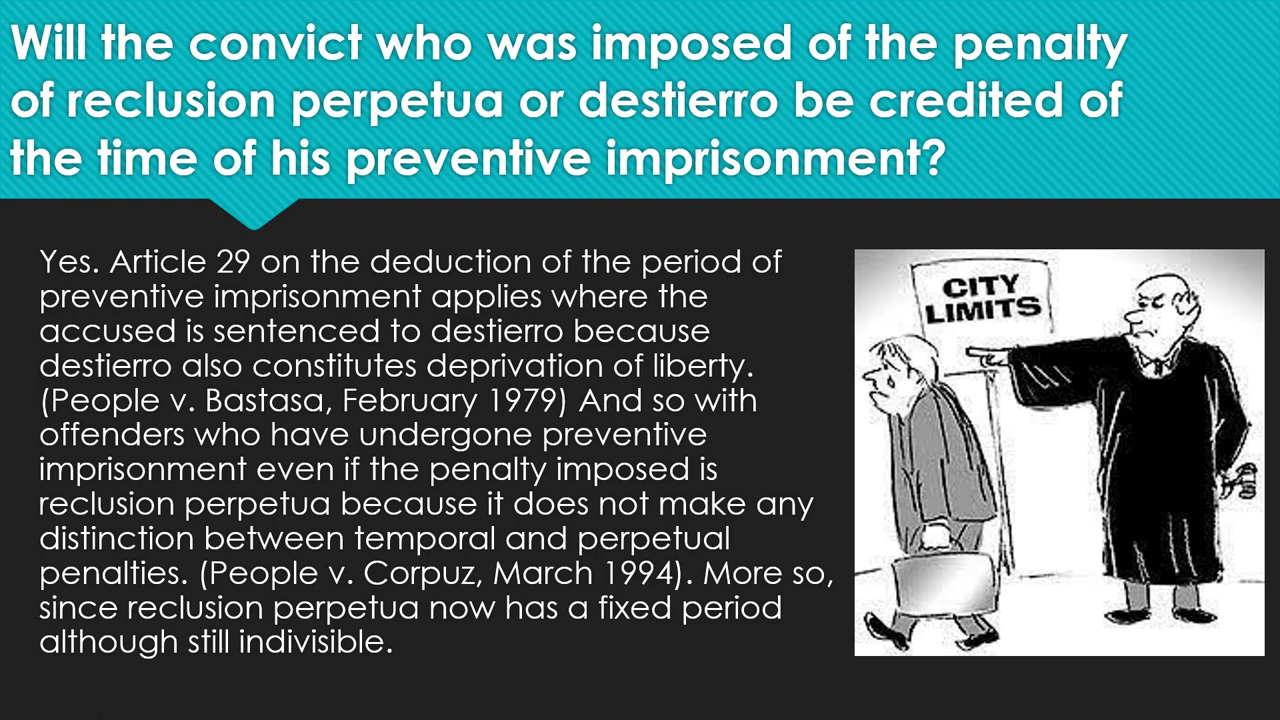 Will the convict who was imposed of the penalty
of reclusion perpetua or destierro be credited of
the time of his preventive imprisonment?
Yes. Article 29 on the deduction of the period of
preventive imprisonment applies where the
accused is sentenced to destierro because
destierro also constitutes deprivation of liberty.
(People v. Bastasa, February 1979) And so with
offenders who have undergone preventive
imprisonment even if the penalty imposed is
reclusion perpetua because it does not make any
distinction between temporal and perpetual
penalties. (People v. Corpuz, March 1994). More so,
since reclusion perpetua now has a fixed period
although still indivisible.
CITY
LIMITS